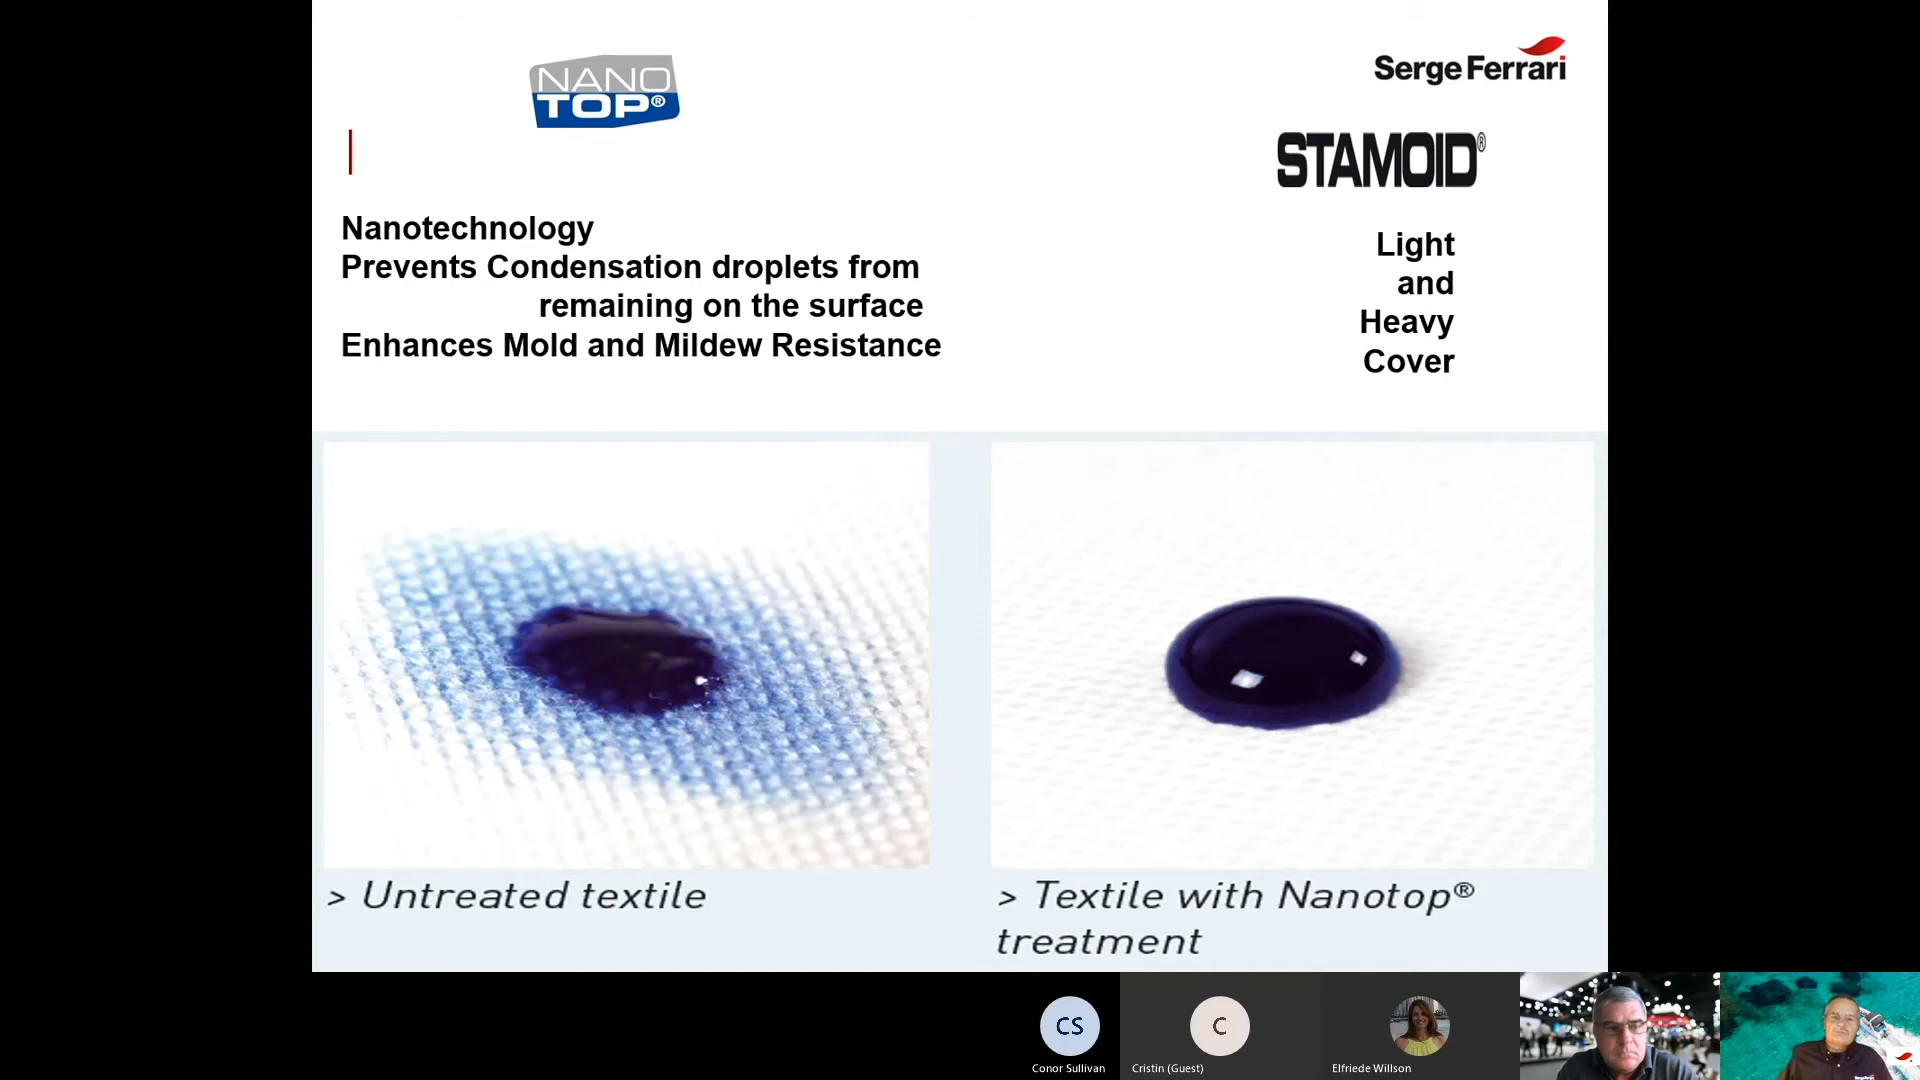 NANO
TOP®
Serge Ferrari
STAMOID®
Nanotechnology
Prevents Condensation droplets from
remaining on the surface
Enhances Mold and Mildew Resistance
Light
and
Heavy
Cover
> Untreated textile
> Textile with Nanotop®
treatment
CS
Conor Sullivan
C
Cristin (Guest)
Elfriede Willson